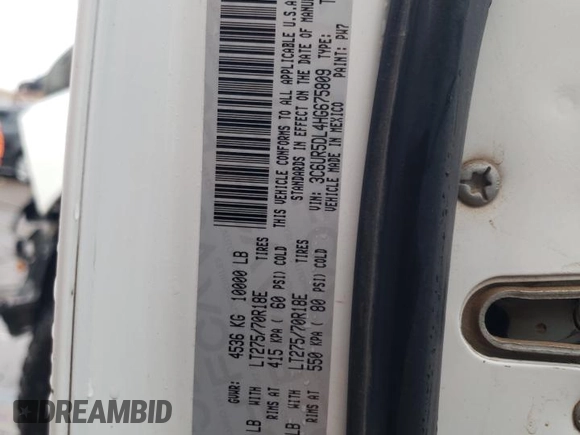 GVWR: 4536 KG 10000 LB
LB WITH LT275/70R18E TIRES
RIMS AT 415 KPA ( 60 PSI) COLD
LB WITH LT275/70R18E TIRES
RIMS AT 550 KPA ( 80 PSI) COLD
THIS VEHICLE CONFORMS TO ALL APPLICABLE U.S.A
STANDARDS IN EFFECT ON THE DATE OF MANUF
VIN: 3C6UR5DL4HG675809 TYPE: T
VEHICLE MADE IN MEXICO PAINT: PW7
DREAMBID